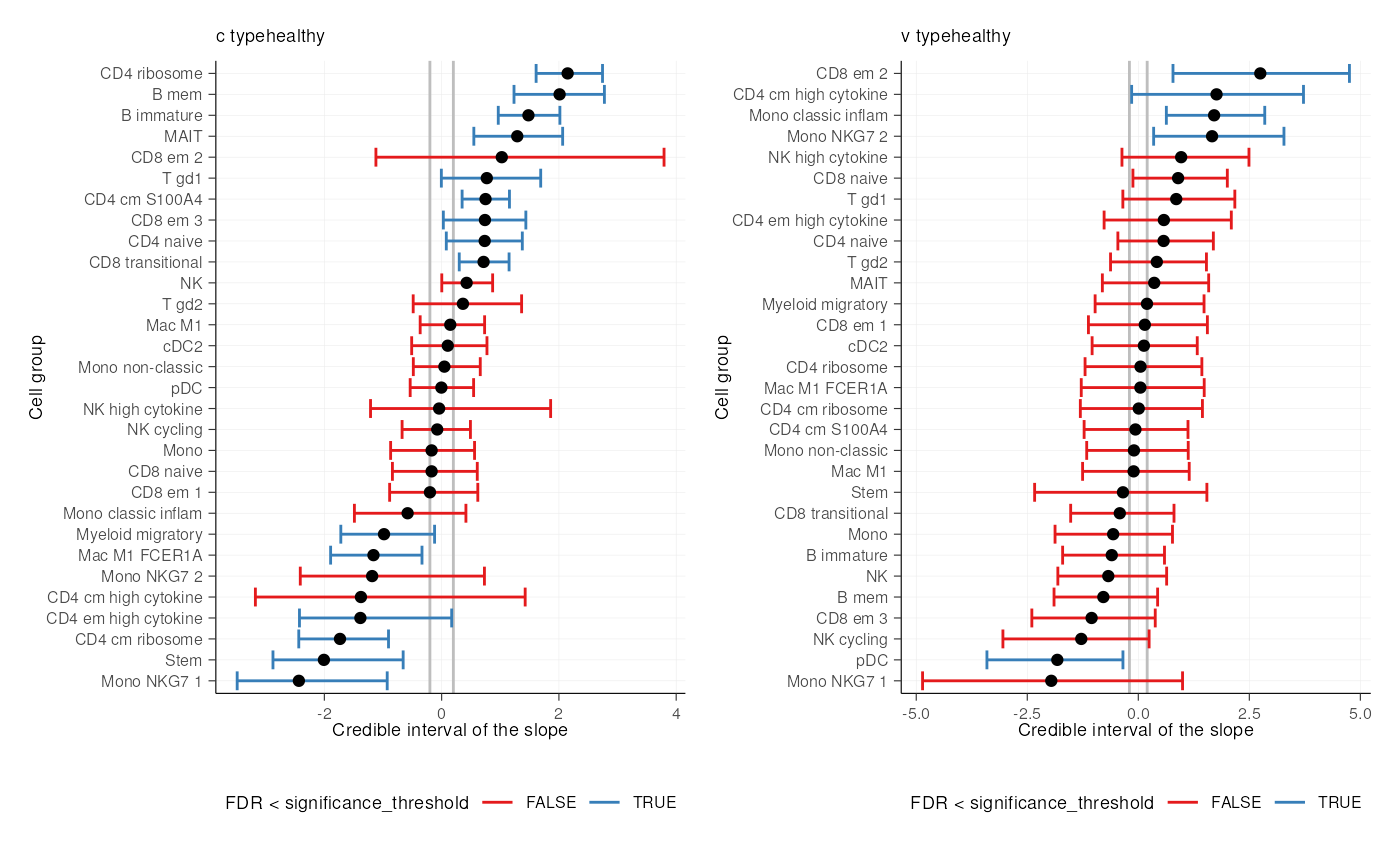 c typehealthy
CD4 ribosome
B mem
B immature
MAIT
CD8 em 2
T gd1
CD4 cm S100A4
CD8 em 3
CD4 naive
CD8 transitional
NK
T gd2
Mac M1
cDC2
Mono non-classic
pDC
NK high cytokine
NK cycling
Mono
CD8 naive
CD8 em 1
Mono classic inflam
Myeloid migratory
Mac M1 FCER1A
Mono NKG7 2
CD4 cm high cytokine
CD4 em high cytokine
CD4 cm ribosome
Stem
Mono NKG7 1
Cell group
-2 0 2 4
Credible interval of the slope
FDR < significance_threshold FALSE TRUE
v typehealthy
CD8 em 2
CD4 cm high cytokine
Mono classic inflam
Mono NKG7 2
NK high cytokine
CD8 naive
T gd1
CD4 em high cytokine
CD4 naive
T gd2
MAIT
Myeloid migratory
CD8 em 1
cDC2
CD4 ribosome
Mac M1 FCER1A
CD4 cm ribosome
CD4 cm S100A4
Mono non-classic
Mac M1
Stem
CD8 transitional
Mono
B immature
NK
B mem
CD8 em 3
NK cycling
pDC
Mono NKG7 1
Cell group
-5.0 -2.5 0.0 2.5 5.0
Credible interval of the slope
FDR < significance_threshold FALSE TRUE